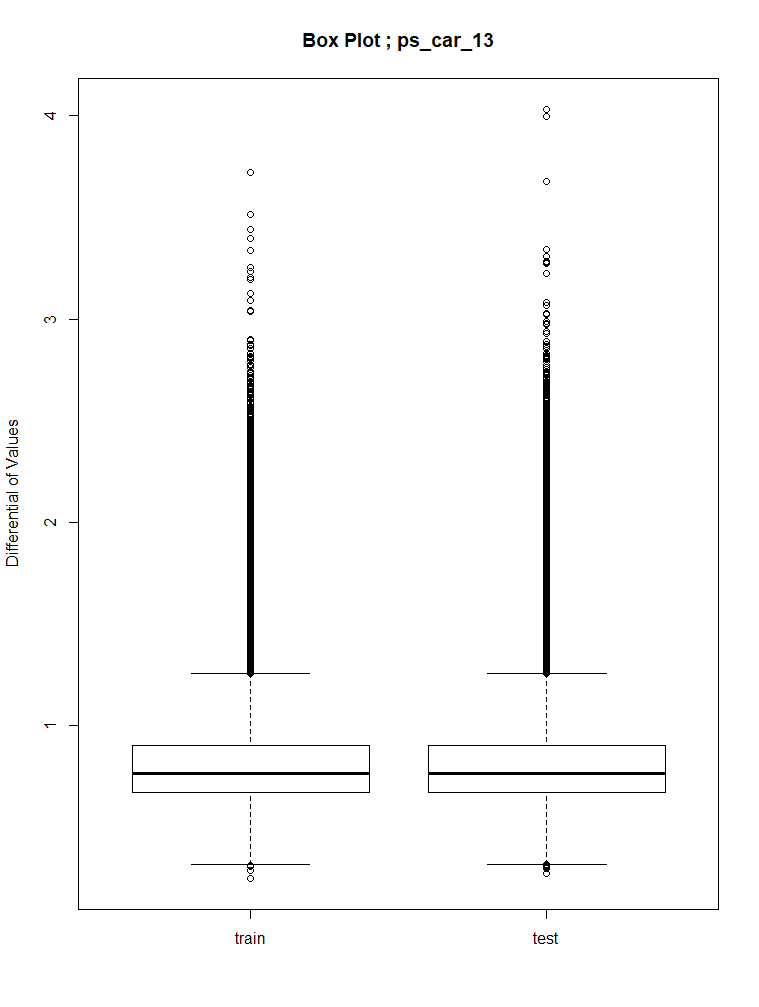 Box Plot ; ps_car_13
Differential of Values
4
3
2
1
train
test